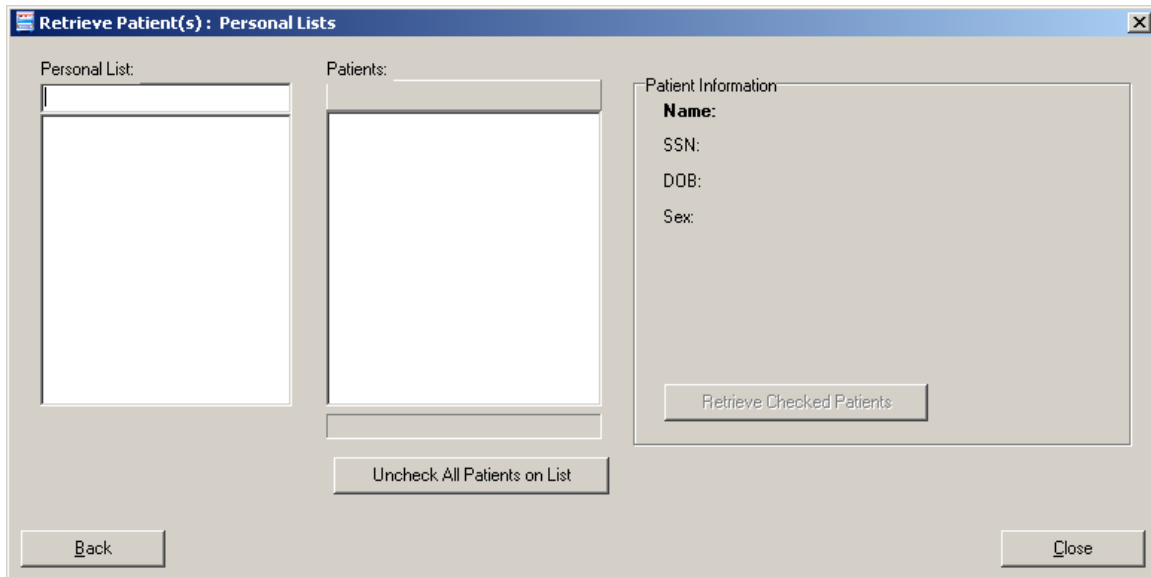 Retrieve Patient(s) : Personal Lists
Personal List:
Patients:
Patient Information
Name:
SSN:
DOB:
Sex:
Retrieve Checked Patients
Uncheck All Patients on List
Back
Close